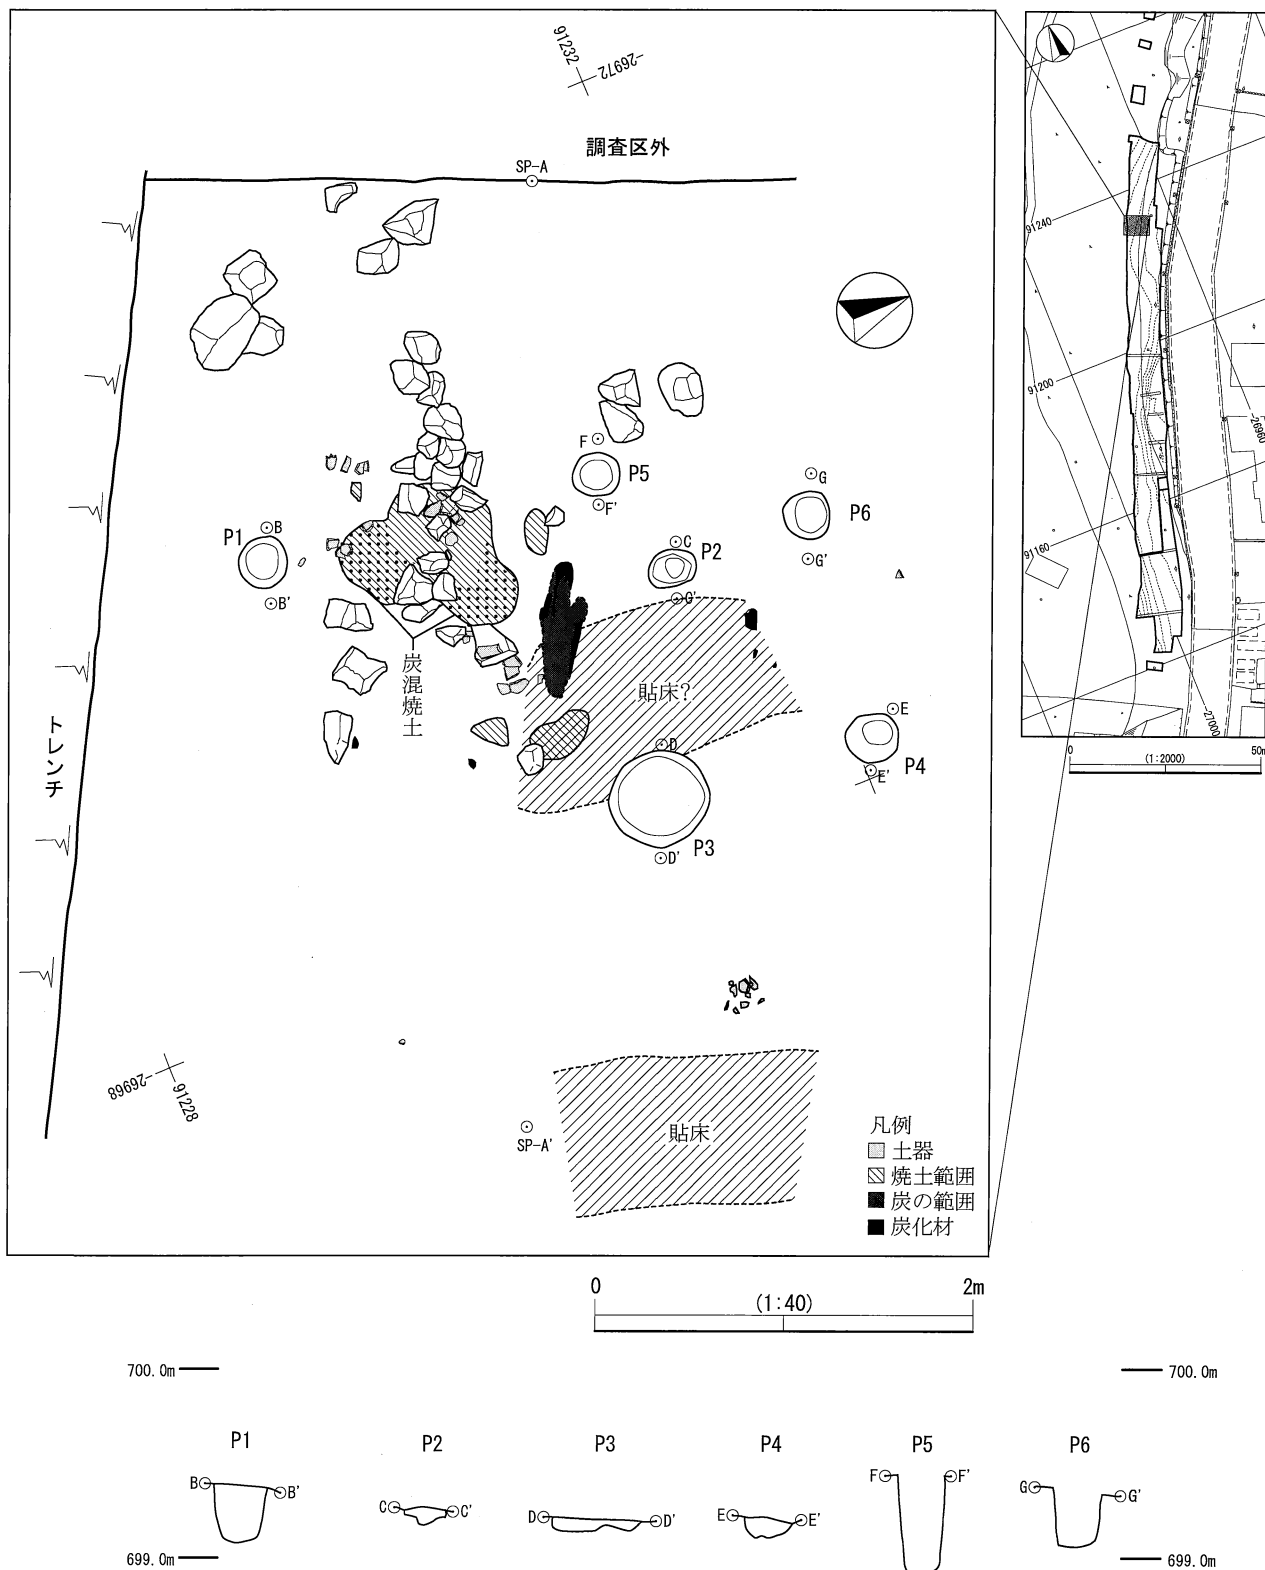 91232
-26972
調査区外
SP-A
F
P5
F'
G
P6
G'
P1
B
B'
C
P2
C'
炭混焼土
貼床?
トレンチ
D
P3
D'
E
P4
E'
-26968
91228
SP-A'
貼床
凡例
土器
焼土範囲
炭の範囲
炭化材
91240
91200
91160
-26960
-27000
0
50m
(1:2000)
0
2m
(1:40)
700.0m
700.0m
P1
P2
P3
P4
P5
P6
B
B'
C
C'
D
D'
E
E'
F
F'
G
G'
699.0m
699.0m